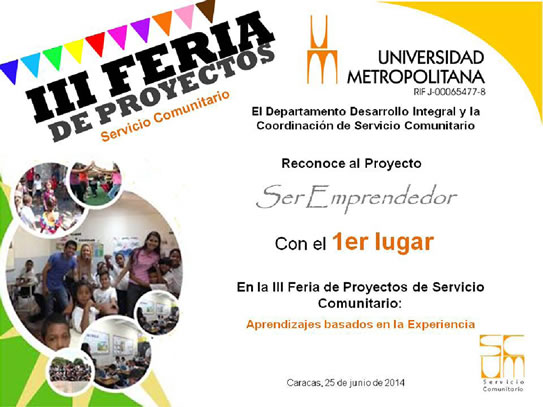 III FERIA
DE PROYECTOS
Servicio Comunitario
UNIVERSIDAD
METROPOLITANA
RIF J-00065477-8
El Departamento Desarrollo Integral y la
Coordinación de Servicio Comunitario
Reconoce al Proyecto
Ser Emprendedor
Con el 1er lugar
En la III Feria de Proyectos de Servicio
Comunitario:
Aprendizajes basados en la Experiencia
Caracas, 25 de junio de 2014
SCUM
Servicio
Comunitario